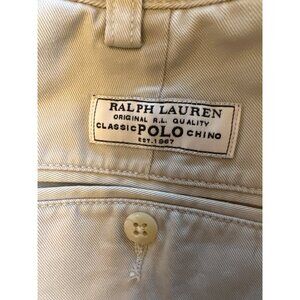 RALPH LAUREN
ORIGINAL R.L. QUALITY
CLASSIC POLO CHINO
EST. 1967